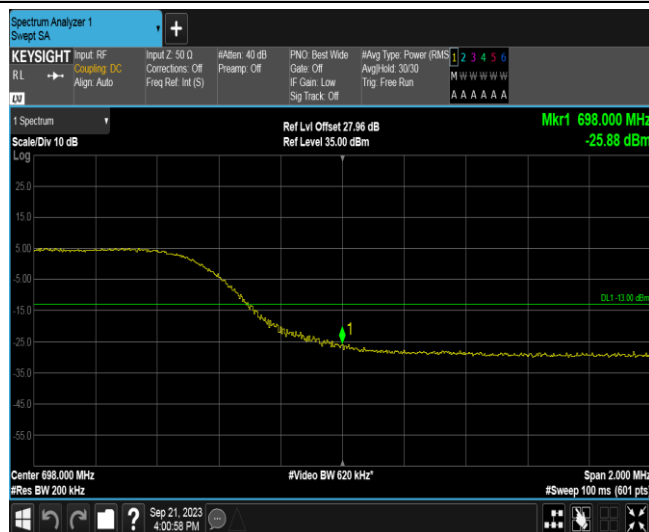 Spectrum Analyzer 1
Swept SA
+
KEYSIGHT
RL
Input: RF
Coupling: DC
Align: Auto
Input Z: 50 Ω
Corrections: Off
Freq Ref: Int (S)
#Atten: 40 dB
Preamp: Off
PNO: Best Wide
Gate: Off
IF Gain: Low
Sig Track: Off
#Avg Type: Power (RMS
Avg|Hold: 30/30
Trig: Free Run
1 2 3 4 5 6
M W W W W W
A A A A A A
LXI
1 Spectrum
Scale/Div 10 dB
Log
Ref Lvl Offset 27.96 dB
Ref Level 35.00 dBm
Mkr1 698.000 MHz
-25.88 dBm
25.0
15.0
5.00
-5.00
-15.0
-25.0
-35.0
-45.0
-55.0
DL1 -13.00 dBm
1
Center 698.000 MHz
#Res BW 200 kHz
#Video BW 620 kHz*
Span 2.000 MHz
#Sweep 100 ms (601 pts)
?
Sep 21, 2023
4:00:58 PM